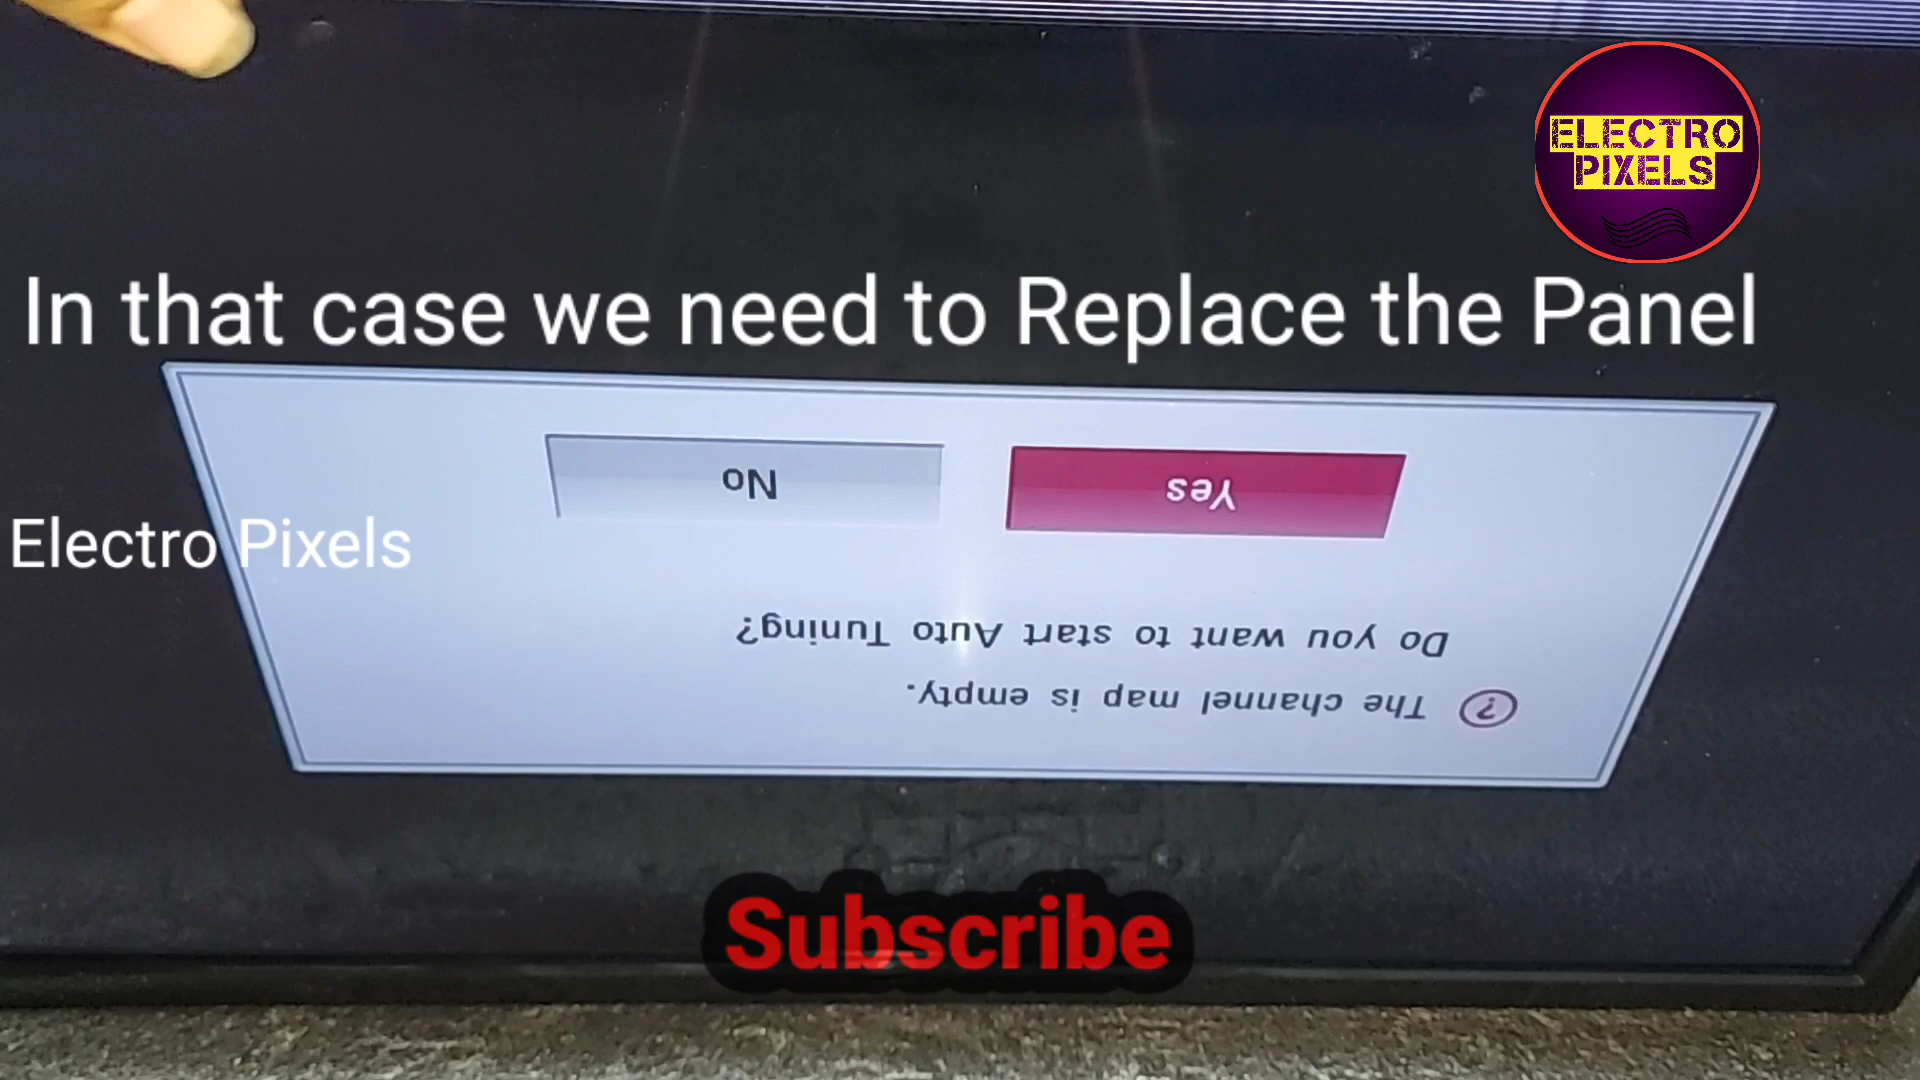 ELECTRO
PIXELS
In that case we need to Replace the Panel
Electro Pixels
? The channel map is empty.
Do you want to start Auto Tuning?
Yes No
Subscribe